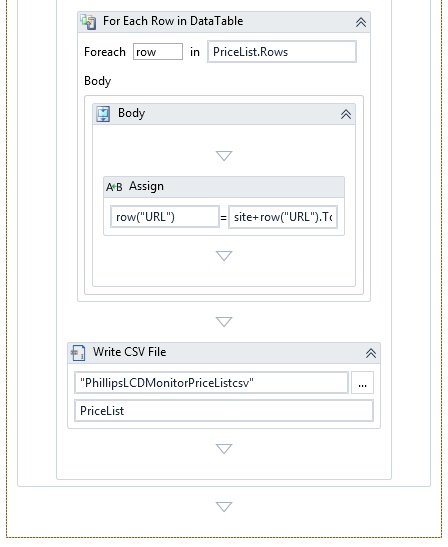 For Each Row in DataTable
Foreach row in PriceList.Rows
Body
Body
A+B Assign
row("URL") = site+row("URL").To
Write CSV File
"PhillipsLCDMonitorPriceListcsv" ...
PriceList